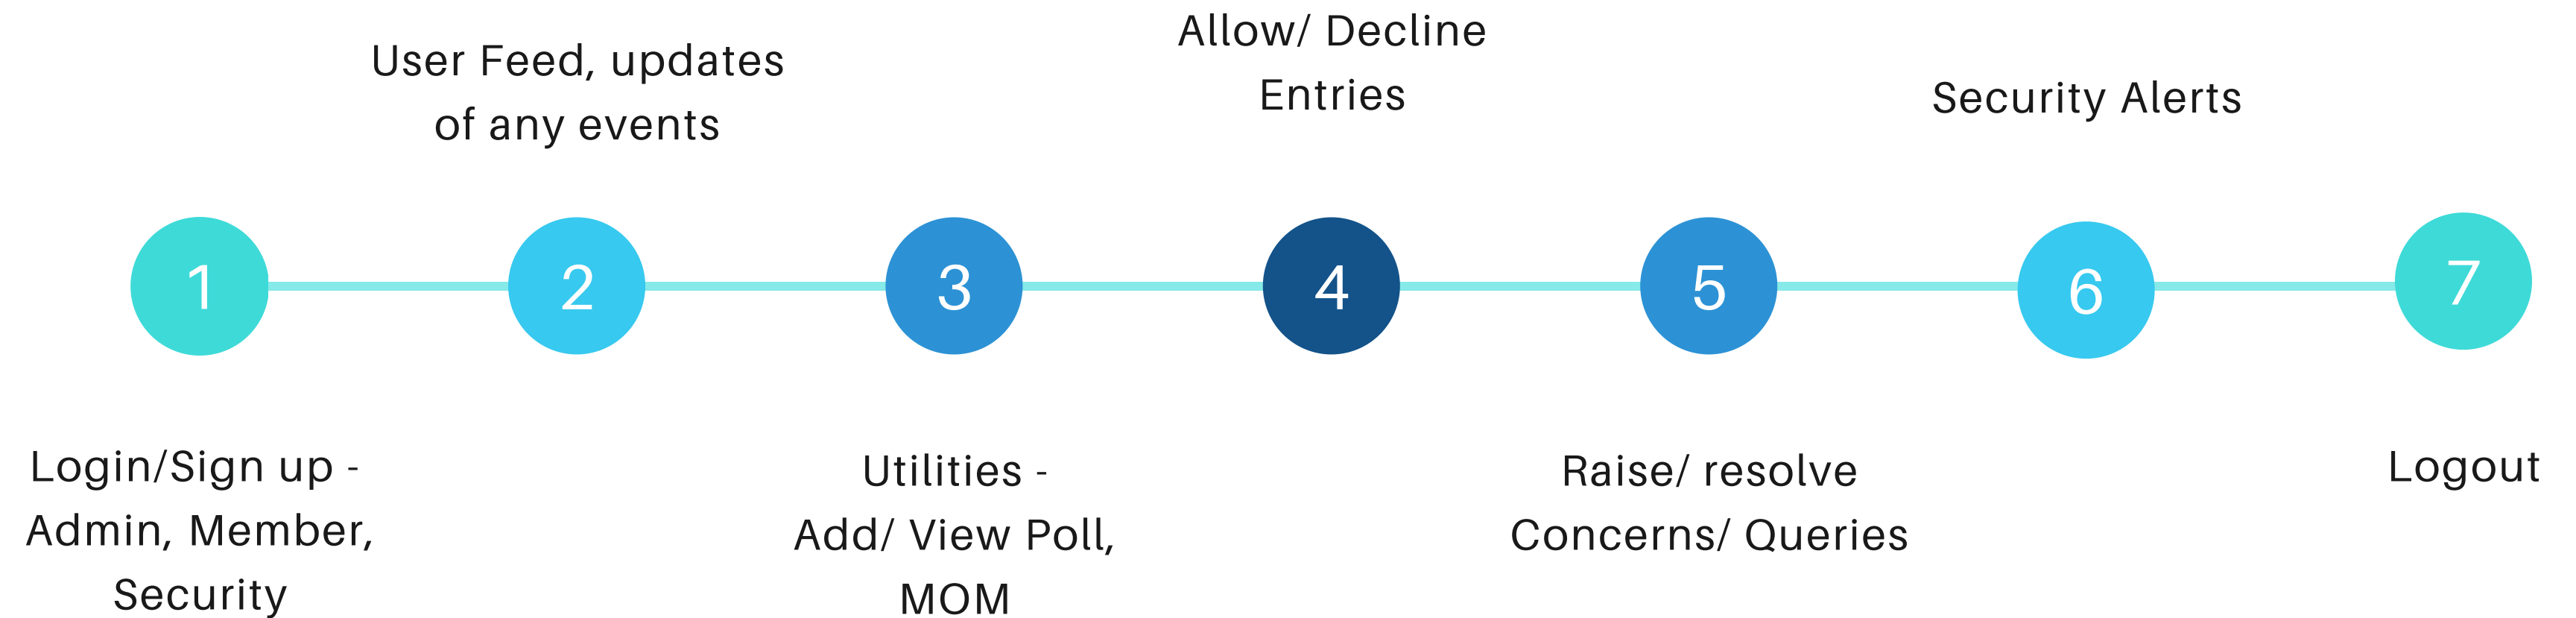 Allow/ Decline
Entries
User Feed, updates
of any events
Security Alerts
1
2
3
4
5
6
7
Login/Sign up -
Admin, Member,
Security
Utilities -
Add/ View Poll,
MOM
Raise/ resolve
Concerns/ Queries
Logout